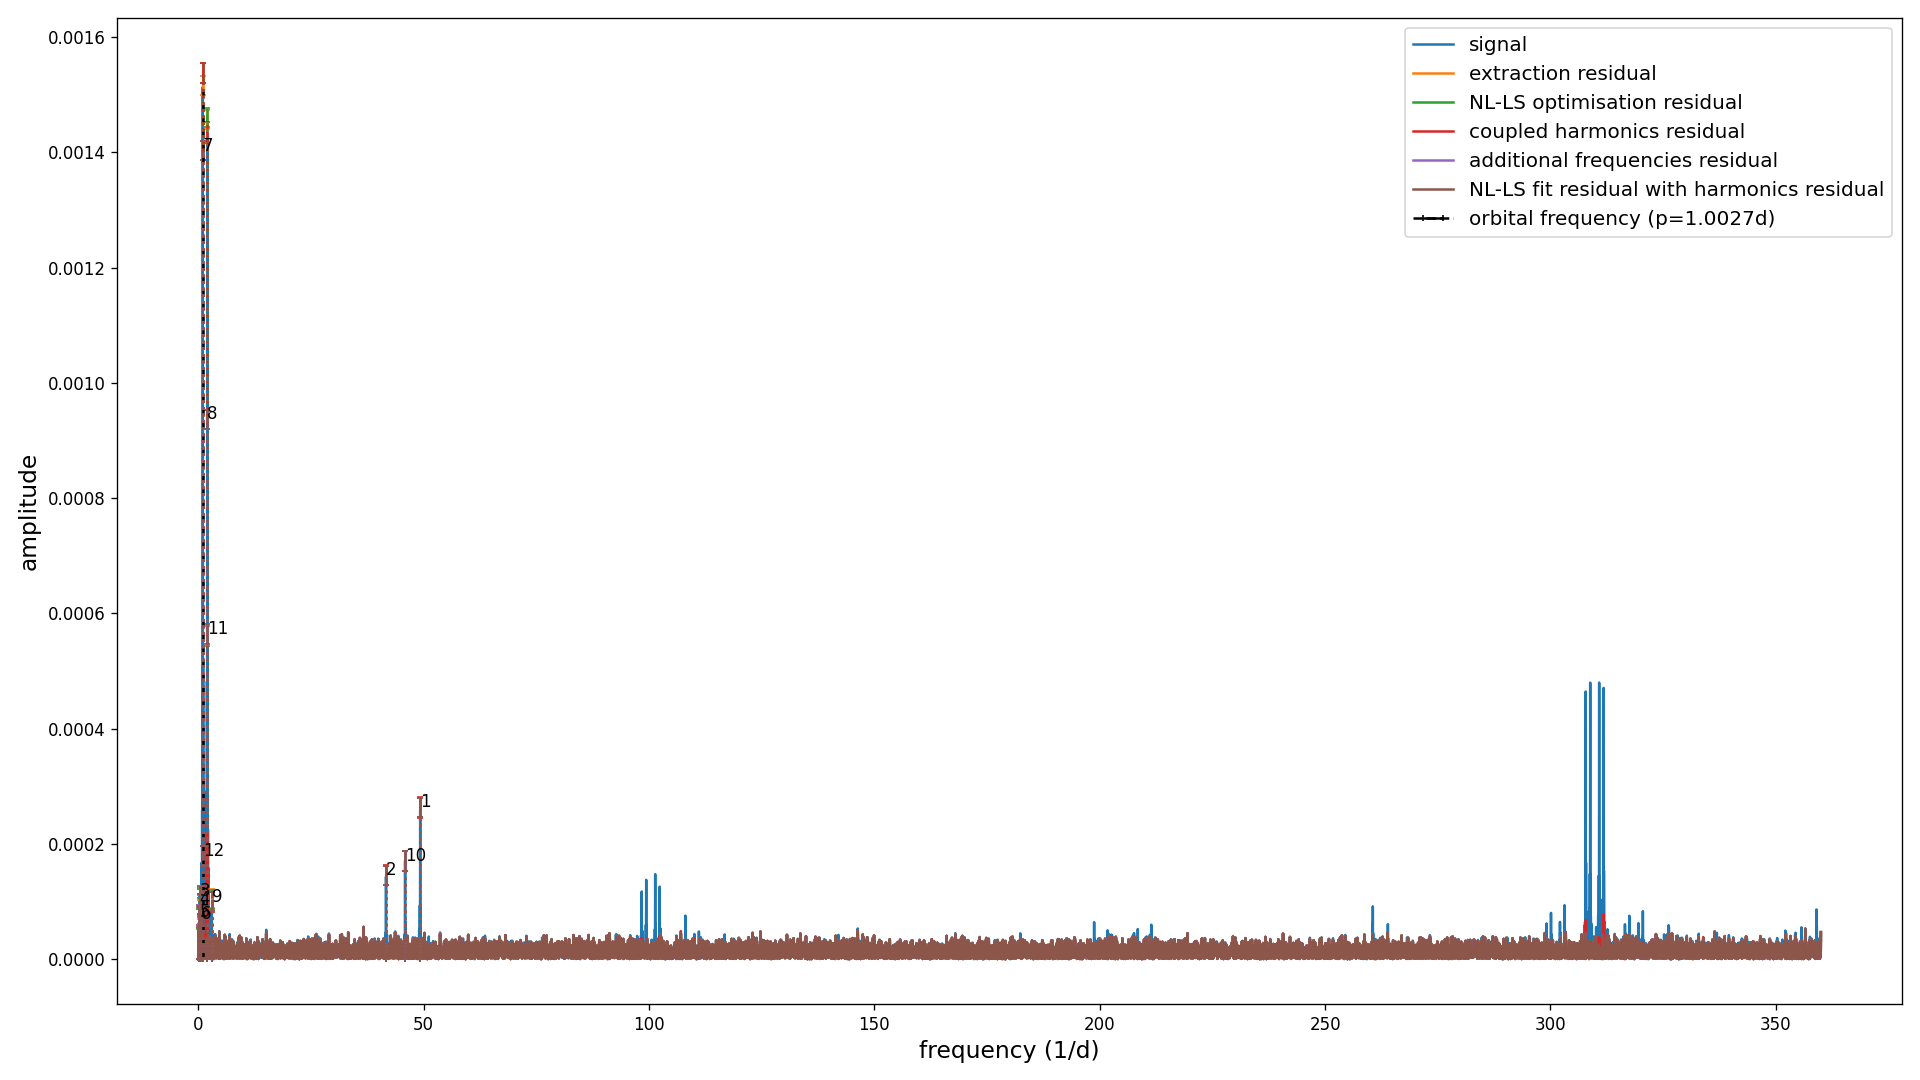 0.0016
0.0014
0.0012
0.0010
0.0008
0.0006
0.0004
0.0002
0.0000
amplitude
0
50
100
150
200
250
300
350
frequency (1/d)
signal
extraction residual
NL-LS optimisation residual
coupled harmonics residual
additional frequencies residual
NL-LS fit residual with harmonics residual
orbital frequency (p=1.0027d)
7
8
11
12
9
2
10
1